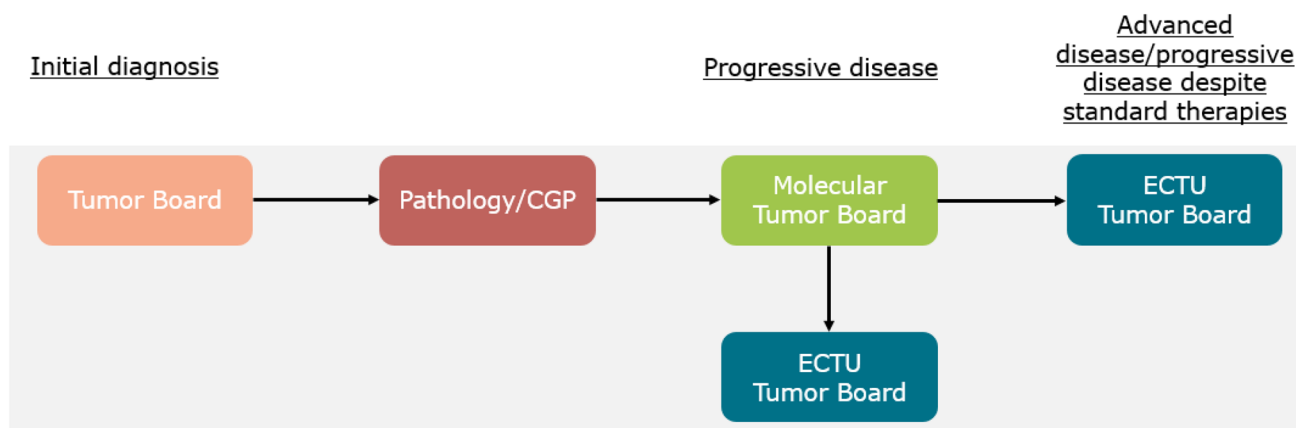 Initial diagnosis
Progressive disease
Advanced
disease/progressive
disease despite
standard therapies
Tumor Board
Pathology/CGP
Molecular
Tumor Board
ECTU
Tumor Board
ECTU
Tumor Board